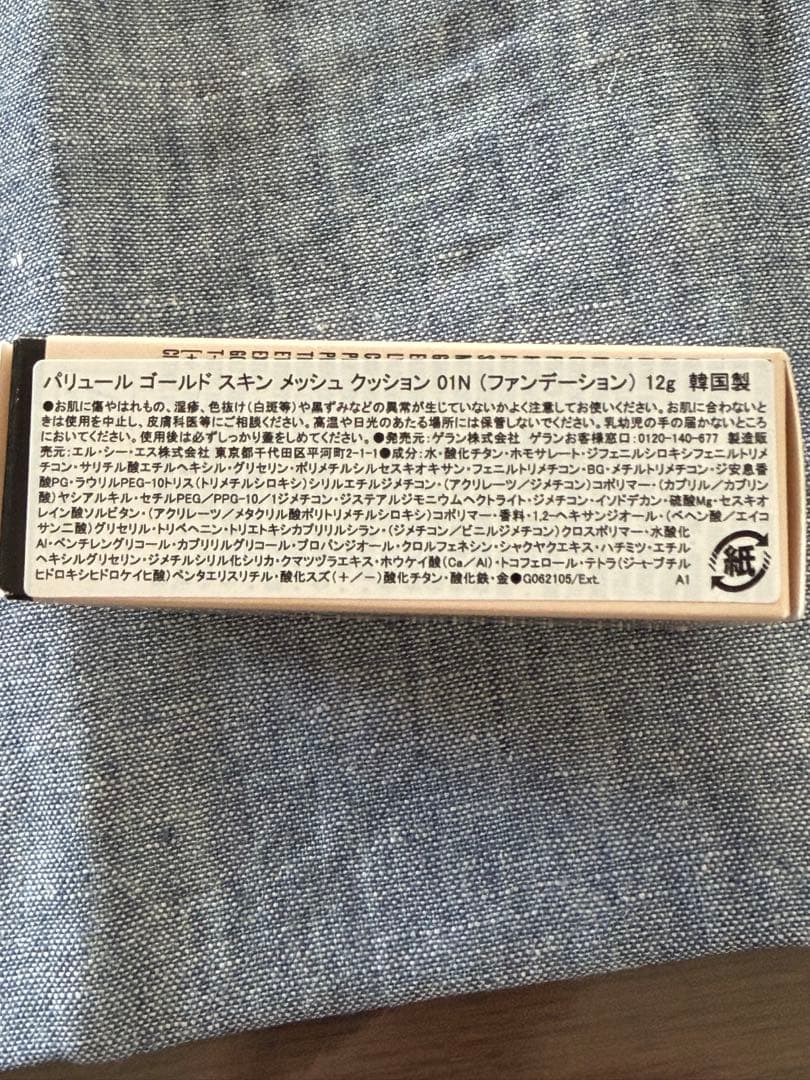 パリュール ゴールド スキン メッシュ クッション 01N (ファンデーション) 12g 韓国製
●お肌に傷やはれもの、湿疹、色抜け(白斑等)や黒ずみなどの異常が生じていないかよく注意してお使いください。お肌に合わないと
きは使用を中止し、皮膚科医等にご相談ください。高温や日光のあたる場所には保管しないでください。乳幼児の手の届かないところ
においてください。使用後は必ずしっかり蓋をしめてください。●発売元:ゲラン株式会社 ゲランお客様窓口:0120-140-677 製造販
売元:エル・シー・エス株式会社 東京都千代田区平河町2-1-1●成分:水・酸化チタン・ホモサレート・ジフェニルシロキシフェニルトリメ
チコン・サリチル酸エチルヘキシル・グリセリン・ポリメチルシルセスキオキサン・フェニルトリメチコン・BG・メチルトリメチコン・ジ安息香
酸PG・ラウリルPEG-10トリス(トリメチルシロキシ)シリルエチルジメチコン・(アクリレーツ/ジメチコン)コポリマー・(カプリル/カプリン
酸)ヤシアルキル・セチルPEG/PPG-10/1ジメチコン・ジステアルジモニウムヘクトライト・ジメチコン・イソドデカン・硫酸Mg・セスキオ
レイン酸ソルビタン・(アクリレーツ/メタクリル酸ポリトリメチルシロキシ)コポリマー・香料・1,2-ヘキサンジオール・(ベヘン酸/エイコ
サン二酸)グリセリル・トリベヘニン・トリエトキシカプリリルシラン・(ジメチコン/ビニルジメチコン)クロスポリマー・水酸化
Al・ペンチレングリコール・カプリリルグリコール・プロパンジオール・クロルフェネシン・シャクヤクエキス・ハチミツ・エチル
ヘキシルグリセリン・ジメチルシリル化シリカ・クマツヅラエキス・ホウケイ酸(Ca/Al)・トコフェロール・テトラ(ジ-t-ブチル
ヒドロキシヒドロケイヒ酸)ペンタエリスリチル・酸化スズ(+/-)酸化チタン・酸化鉄・金●G062105/Ext. A1
紙